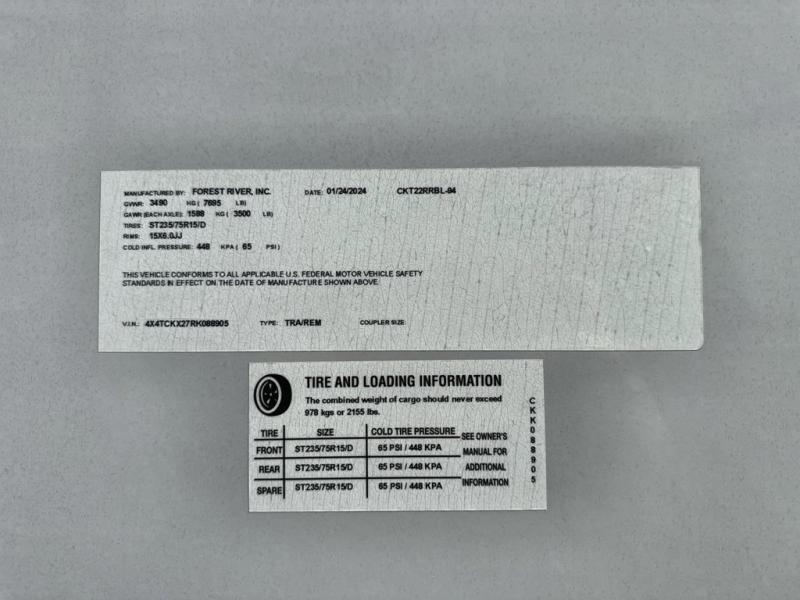 MANUFACTURED BY: FOREST RIVER, INC. DATE: 01/24/2024 CKT22RRBL-94
GVWR: 3490 KG ( 7695 LB)
GAWR (EACH AXLE): 1588 KG ( 3500 LB)
TIRES: ST235/75R15/D
RIMS: 15X6.0JJ
COLD INFL. PRESSURE: 448 KPA ( 65 PSI )
THIS VEHICLE CONFORMS TO ALL APPLICABLE U.S. FEDERAL MOTOR VEHICLE SAFETY
STANDARDS IN EFFECT ON THE DATE OF MANUFACTURE SHOWN ABOVE.
V.I.N.: 4X4TCKX27RK088905 TYPE: TRA/REM COUPLER SIZE:
TIRE AND LOADING INFORMATION
The combined weight of cargo should never exceed
978 kgs or 2155 lbs.
TIRE SIZE COLD TIRE PRESSURE SEE OWNER'S
FRONT ST235/75R15/D 65 PSI / 448 KPA MANUAL FOR
REAR ST235/75R15/D 65 PSI / 448 KPA ADDITIONAL
SPARE ST235/75R15/D 65 PSI / 448 KPA INFORMATION
CKK088905